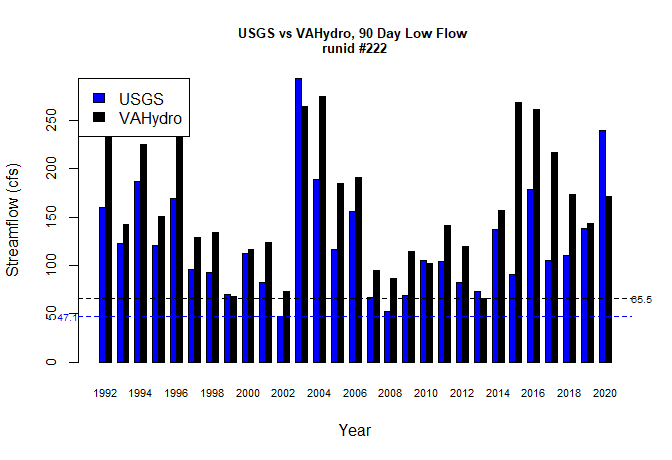 USGS vs VAHydro, 90 Day Low Flow
runid #222
USGS
VAHydro
Streamflow (cfs)
250
200
150
100
50
0
65.5
47.1
1992 1994 1996 1998 2000 2002 2004 2006 2008 2010 2012 2014 2016 2018 2020
Year